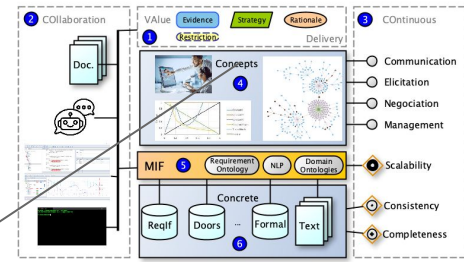 2 COllaboration
VAlue
Evidence
Strategy
Rationale
1
Restriction
Delivery
3 COntinuous
Doc.
Concepts
4
Communication
Elicitation
Negociation
Management
MIF
5
Requirement
Ontology
NLP
Domain
Ontologies
Scalability
Concrete
ReqIf
Doors
...
Formal
Text
6
Consistency
Completeness